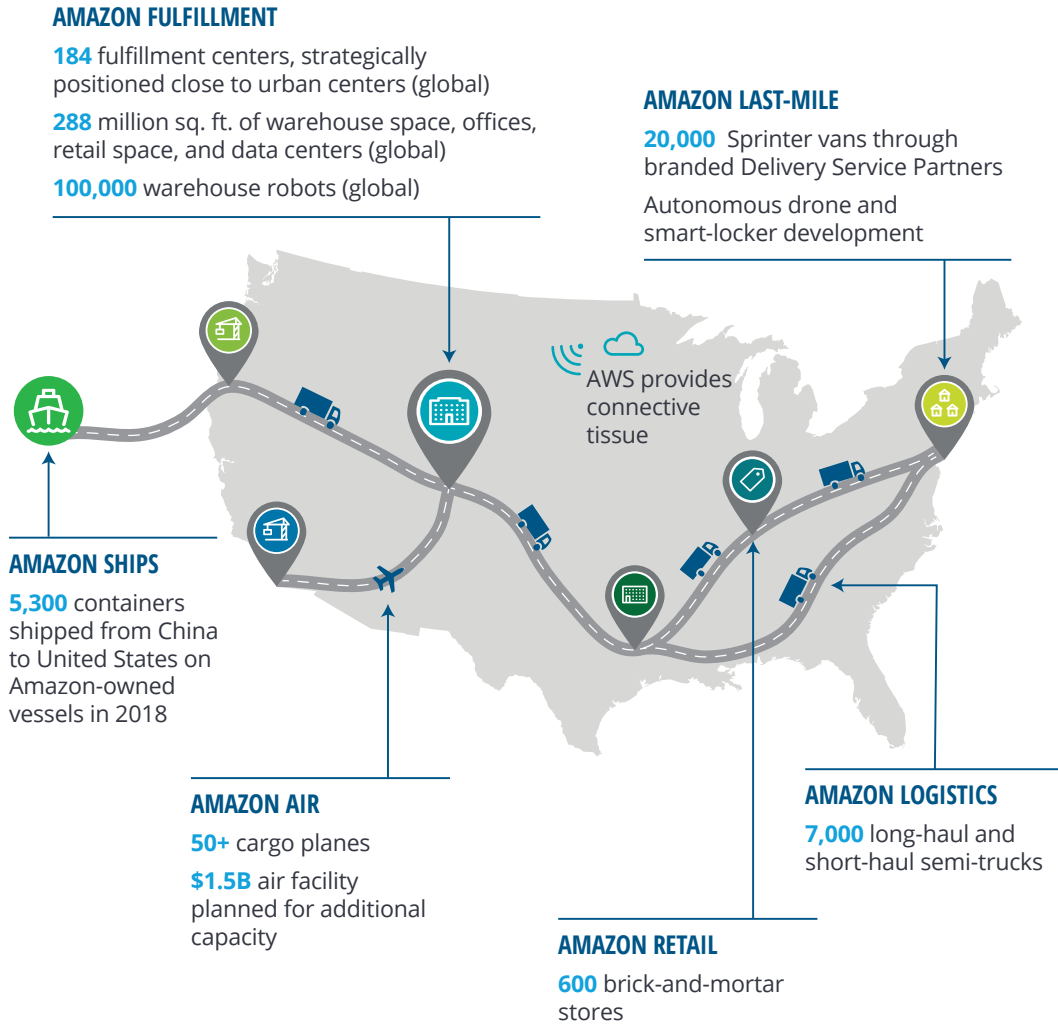 AMAZON FULFILLMENT
184 fulfillment centers, strategically
positioned close to urban centers (global)
288 million sq. ft. of warehouse space, offices,
retail space, and data centers (global)
100,000 warehouse robots (global)
AMAZON LAST-MILE
20,000 Sprinter vans through
branded Delivery Service Partners
Autonomous drone and
smart-locker development
AWS provides
connective
tissue
AMAZON SHIPS
5,300 containers
shipped from China
to United States on
Amazon-owned
vessels in 2018
AMAZON AIR
50+ cargo planes
$1.5B air facility
planned for additional
capacity
AMAZON LOGISTICS
7,000 long-haul and
short-haul semi-trucks
AMAZON RETAIL
600 brick-and-mortar
stores